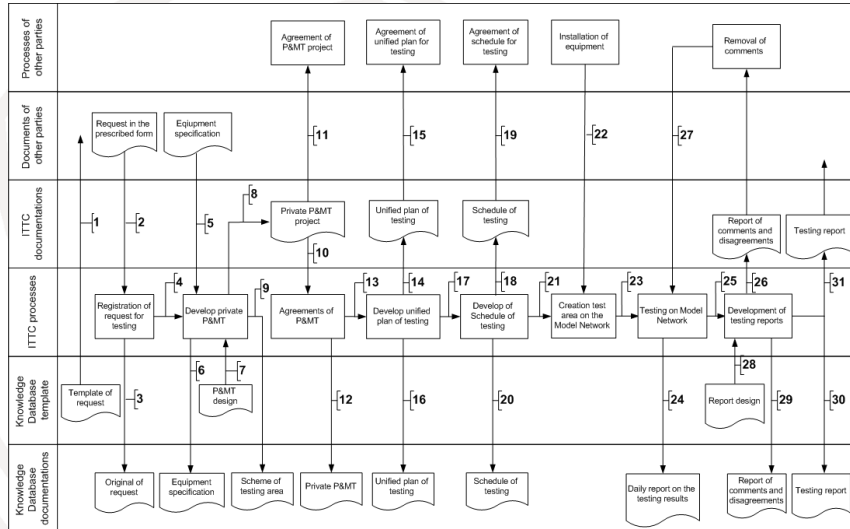 Processes of
other parties
Agreement of
P&MT project
Agreement of
unified plan for
testing
Agreement of
schedule for
testing
Installation of
equipment
Removal of
comments
Documents of
other parties
Request in the
prescribed form
Eqiupment
specification
11
15
19
22
27
1
2
5
8
ITTC
documentations
Private P&MT
project
Unified plan of
testing
Schedule of
testing
Report of
comments and
disagreements
Testing report
10
4
9
13
14
17
18
21
23
25
26
31
ITTC processes
Registration of
request for
testing
Develop private
P&MT
Agreements of
P&MT
Develop unified
plan of testing
Develop of
Schedule of
testing
Creation test
area on the
Model Network
Testing on Model
Network
Development of
testing reports
Knowledge
Database
template
Template of
request
3
6
7
P&MT
design
12
16
20
24
28
Report design
29
30
Knowledge
Database
documentations
Original of
request
Equipment
specification
Scheme of
testing area
Private P&MT
Unified plan of
testing
Schedule of
testing
Daily report on the
testing results
Report of
comments and
disagreements
Testing report